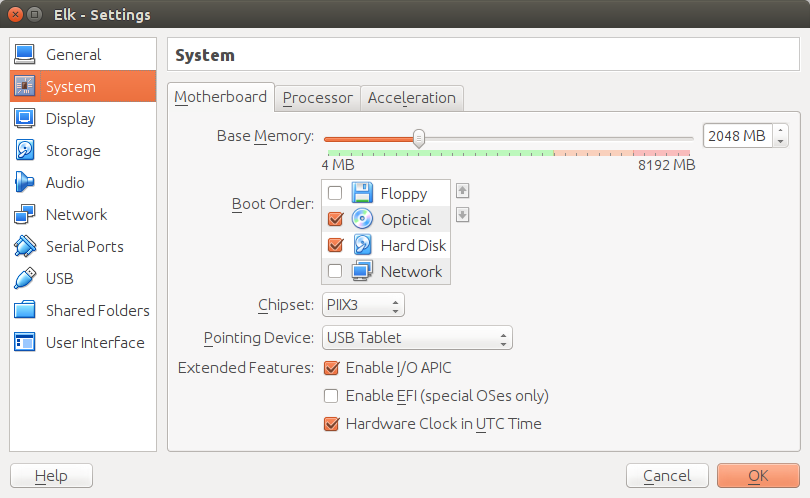 Elk - Settings
General
System
Display
Storage
Audio
Network
Serial Ports
USB
Shared Folders
User Interface
System
Motherboard Processor Acceleration
Base Memory: 2048 MB
4 MB 8192 MB
Boot Order:
Floppy
Optical
Hard Disk
Network
Chipset: PIIX3
Pointing Device: USB Tablet
Extended Features: Enable I/O APIC
Enable EFI (special OSes only)
Hardware Clock in UTC Time
Help Cancel OK